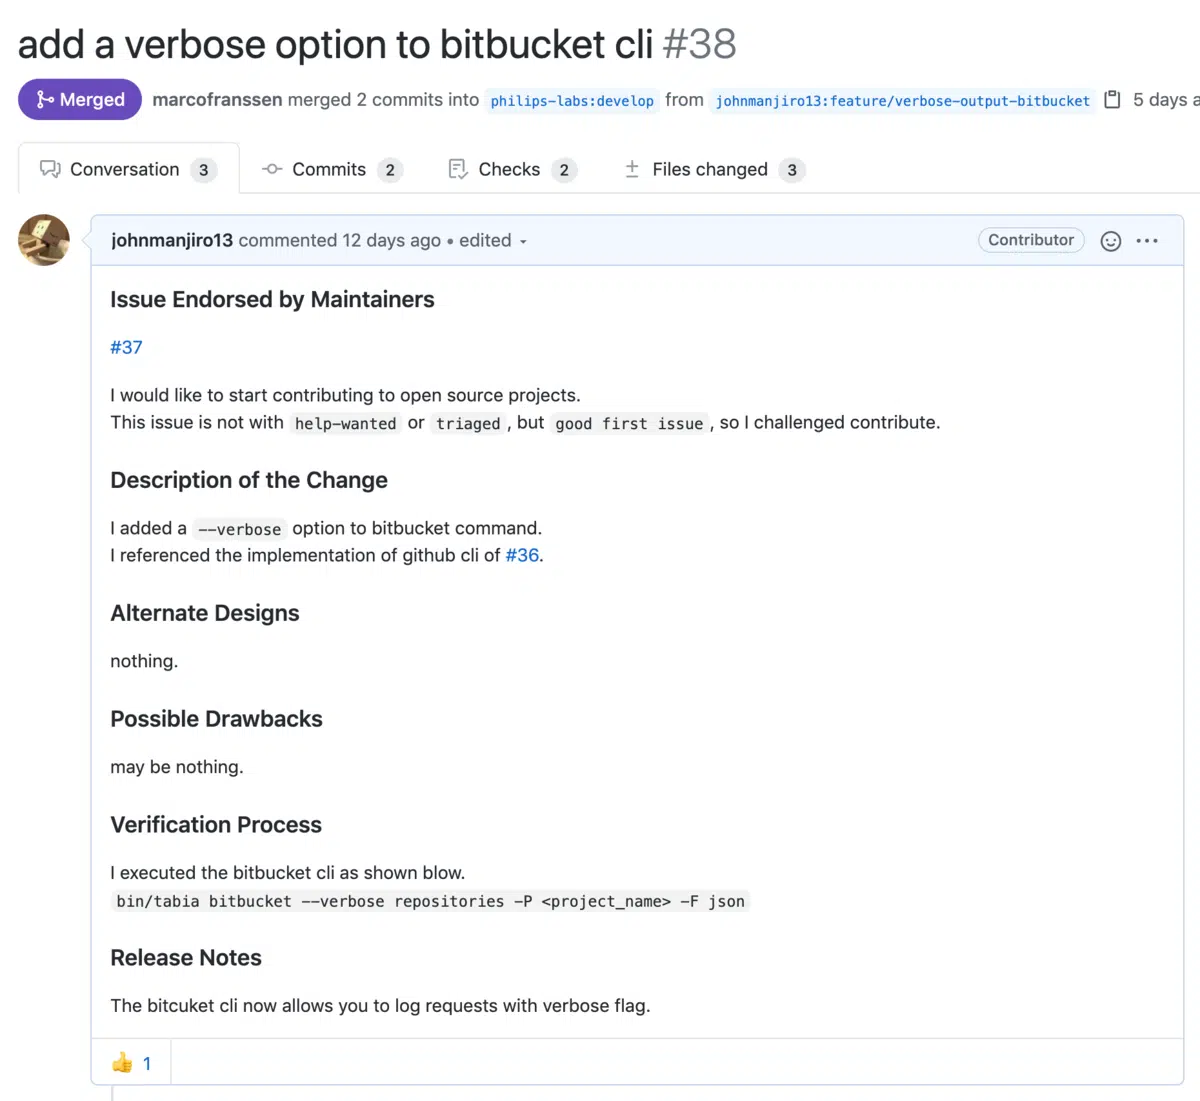 add a verbose option to bitbucket cli #38
Merged marcofranssen merged 2 commits into philips-labs:develop from johnmanjiro13:feature/verbose-output-bitbucket 5 days a
Conversation 3 Commits 2 Checks 2 Files changed 3
johnmanjiro13 commented 12 days ago • edited Contributor
Issue Endorsed by Maintainers
#37
I would like to start contributing to open source projects.
This issue is not with help-wanted or triaged , but good first issue , so I challenged contribute.
Description of the Change
I added a --verbose option to bitbucket command.
I referenced the implementation of github cli of #36.
Alternate Designs
nothing.
Possible Drawbacks
may be nothing.
Verification Process
I executed the bitbucket cli as shown blow.
bin/tabia bitbucket --verbose repositories -P <project_name> -F json
Release Notes
The bitcuket cli now allows you to log requests with verbose flag.
👍 1